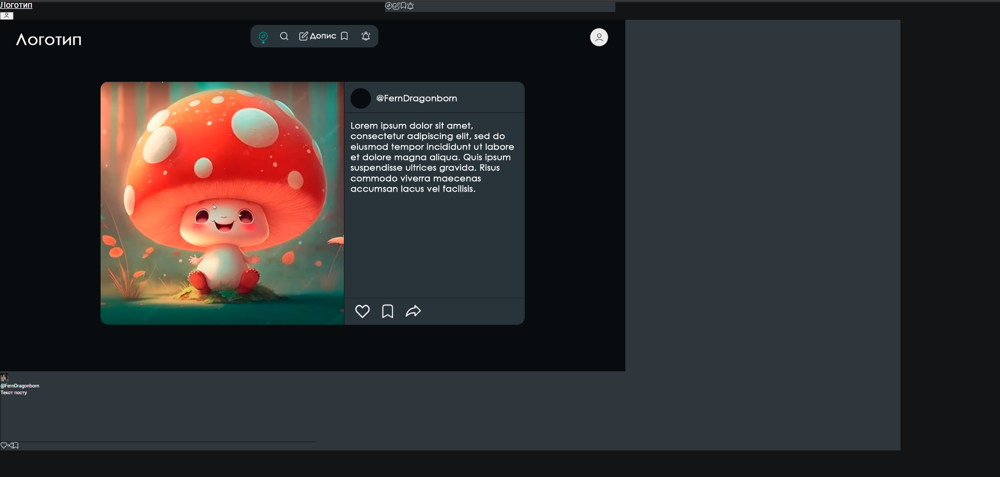 Логотип
Логотип
Допис
@FernDragonborn
Lorem ipsum dolor sit amet,
consectetur adipiscing elit, sed do
eiusmod tempor incididunt ut labore
et dolore magna aliqua. Quis ipsum
suspendisse ultrices gravida. Risus
commodo viverra maecenas
accumsan lacus vel facilisis.
@FernDragonborn
Текст посту